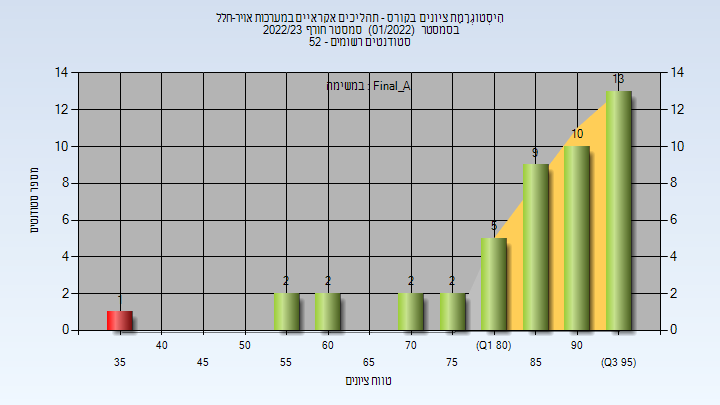 היסטוגרמת ציונים בקורס - תהליכים אקראיים במערכות אויר-חלל
בסמסטר (01/2022) סמסטר חורף 2022/23
סטודנטים רשומים - 52
במשימה : Final_A
14 14
12 12
10 10
8 8
6 6
4 4
2 2
0 0
13
10
9
5
2 2 2 2
1
מספר סטודנטים
40 50 60 70 (Q1 80) 90
35 45 55 65 75 85 (Q3 95)
טווח ציונים